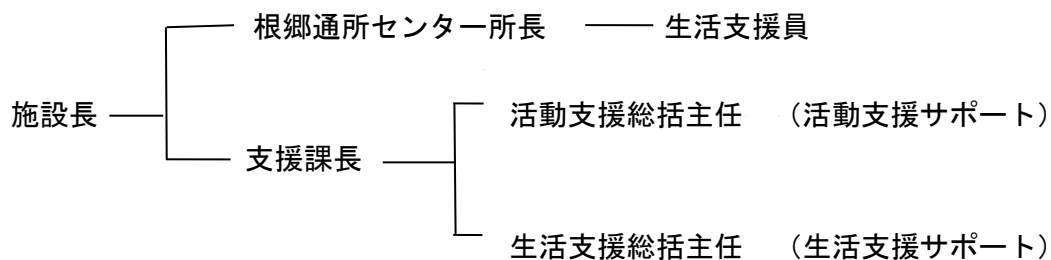 根郷通所センター所長 生活支援員
施設長
活動支援総括主任 （活動支援サポート）
支援課長
生活支援総括主任 （生活支援サポート）